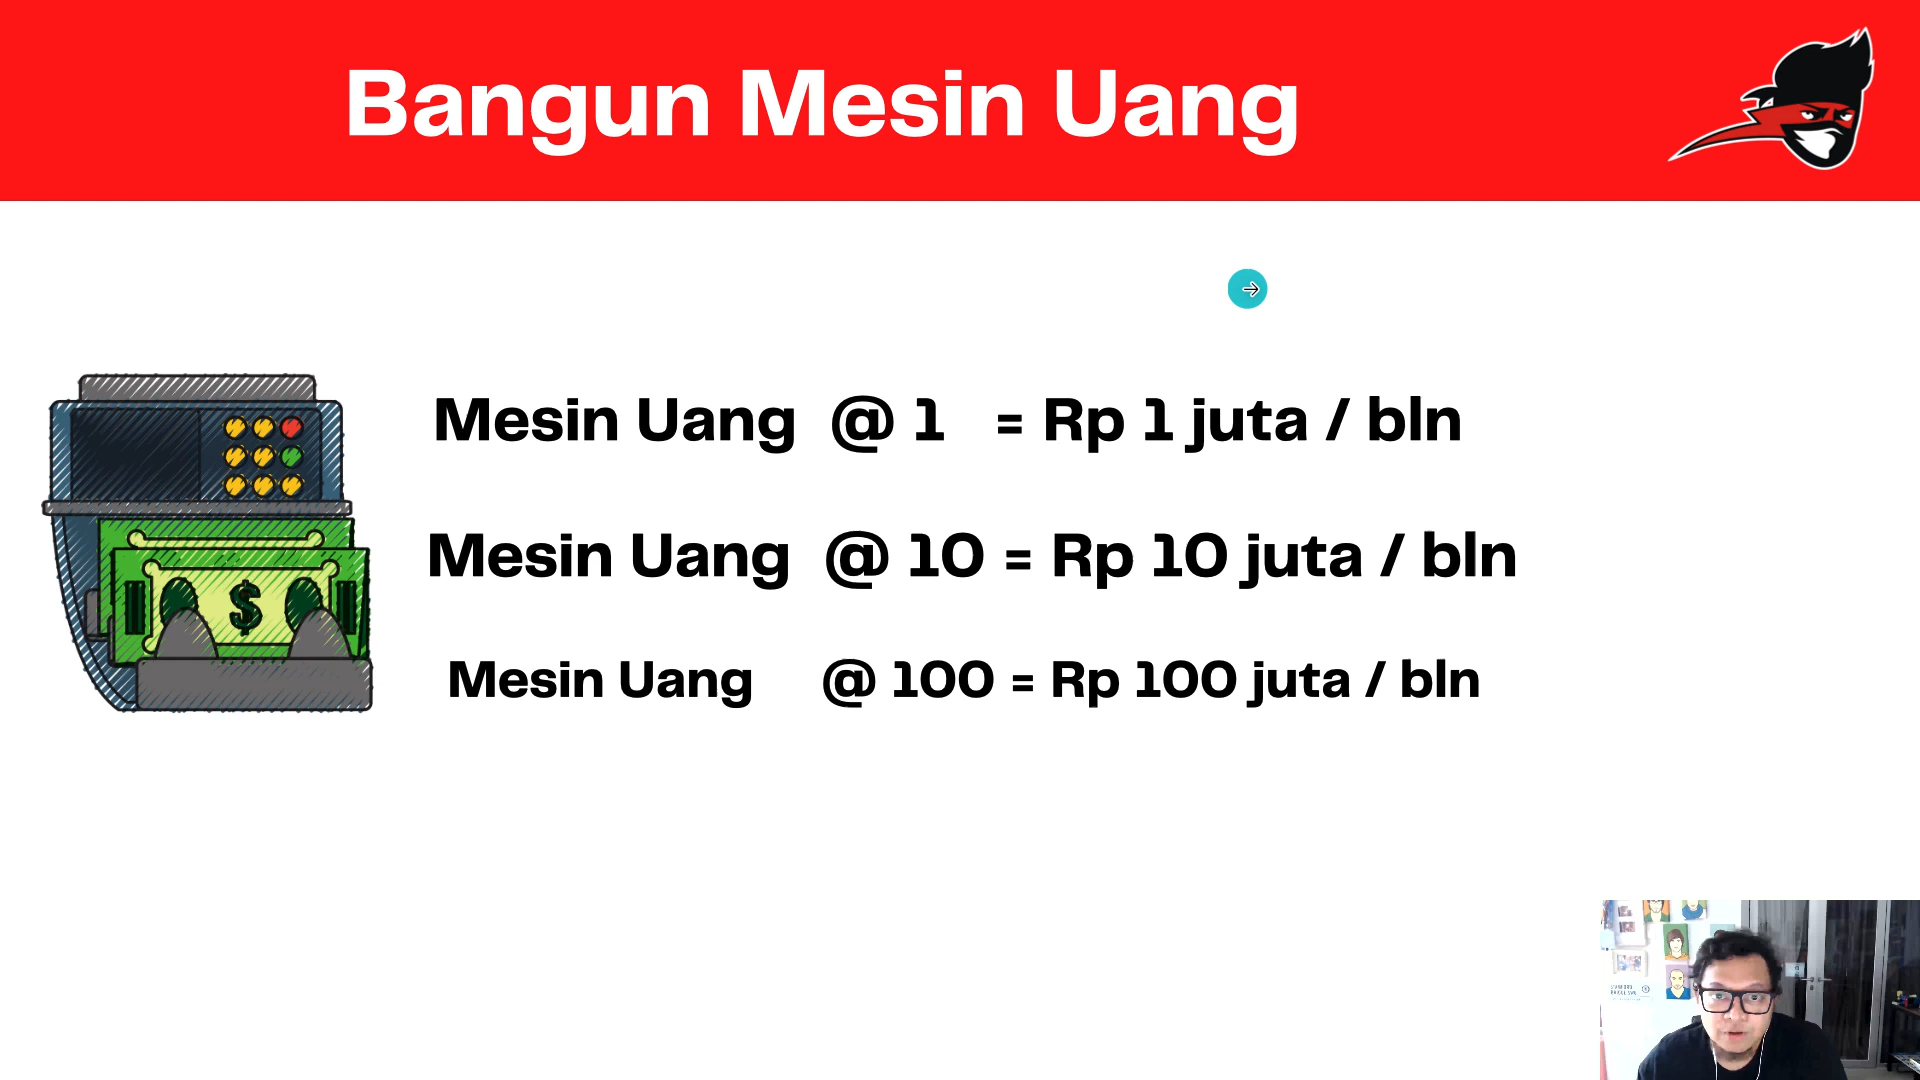 Bangun Mesin Uang
Mesin Uang @ 1 = Rp 1 juta / bln
Mesin Uang @ 10 = Rp 10 juta / bln
$
Mesin Uang @ 100 = Rp 100 juta / bln